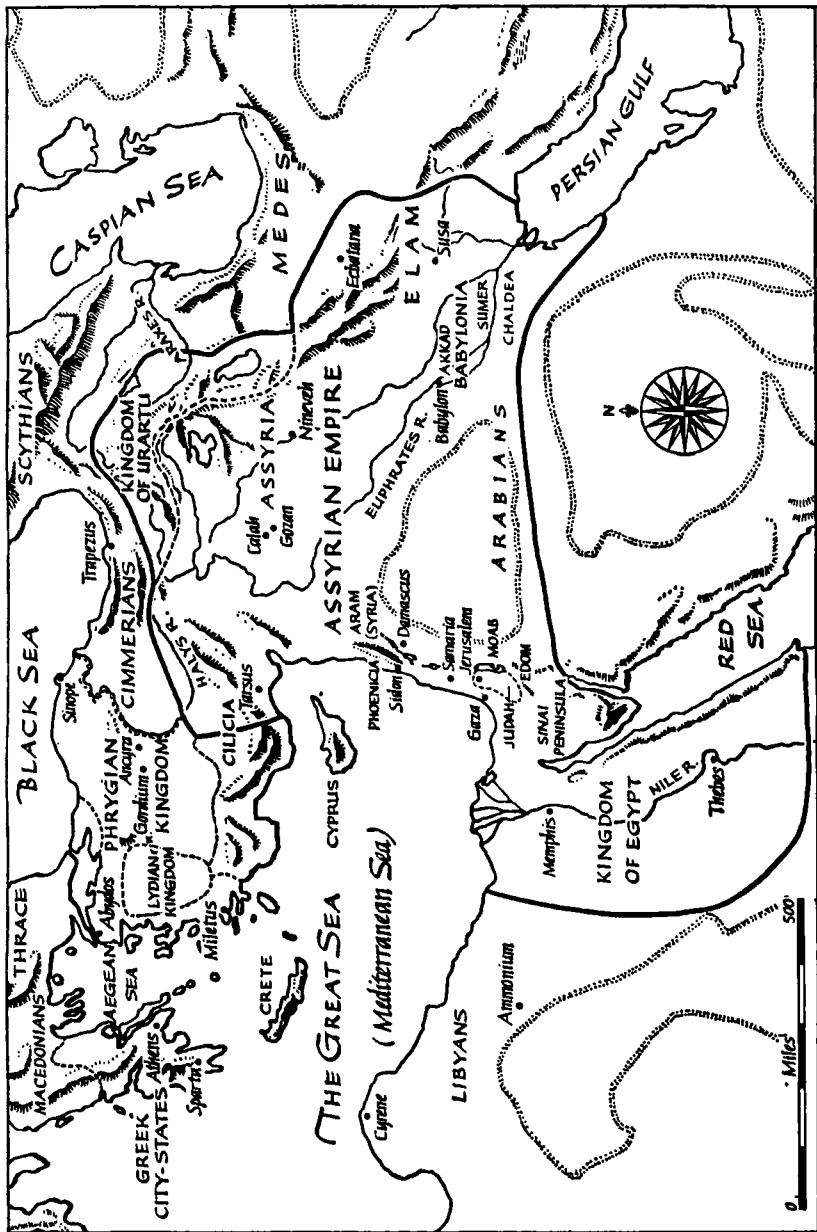 MACEDONIANS
THRACE
BLACK SEA
SCYTHIANS
CASPIAN SEA
GREEK
CITY-STATES
Athens
Sparta
AEGEAN
SEA
Abydos
LYDIAN
KINGDOM
Miletus
PHRYGIAN
KINGDOM
Gordium
Ancyra
Sinope
CIMMERIANS
Trapezus
HALYS R.
KINGDOM
OF URARTU
ARAXES R.
MEDES
CRETE
CILICIA
Tarsus
CYPRUS
THE GREAT SEA
(Mediterranean Sea)
Calah
Gozan
ASSYRIA
Ninevah
ASSYRIAN EMPIRE
Ecbatana
ELAM
Susa
ARAM
(SYRIA)
PHOENICIA
Sidon
Damascus
EUPHRATES R.
Babylon
AKKAD
BABYLONIA
SUMER
CHALDEA
PERSIAN GULF
Cyrene
LIBYANS
Ammonium
Samaria
Jerusalem
Gaza
JUDAH
MOAB
EDOM
ARABIANS
SINAI
PENINSULA
Memphis
KINGDOM
OF EGYPT
NILE R.
Thebes
RED
SEA
N
0
Miles
500